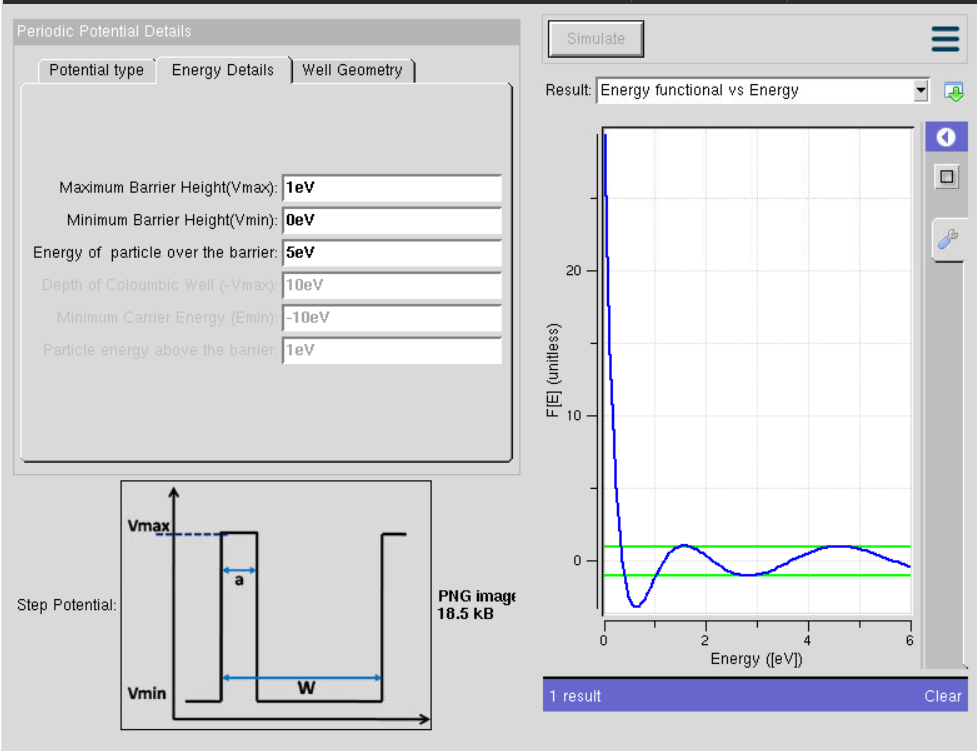 Periodic Potential Details
Potential type
Energy Details
Well Geometry
Maximum Barrier Height(Vmax): 1eV
Minimum Barrier Height(Vmin): 0eV
Energy of particle over the barrier: 5eV
Depth of Coloumbic Well (-Vmax): 10eV
Minimum Carrier Energy (Emin): -10eV
Particle energy above the barrier: 1eV
Step Potential:
Vmax
a
W
Vmin
PNG image
18.5 kB
Simulate
Result: Energy functional vs Energy
F[E] (unitless)
20
10
0
0 2 4 6
Energy ([eV])
1 result
Clear